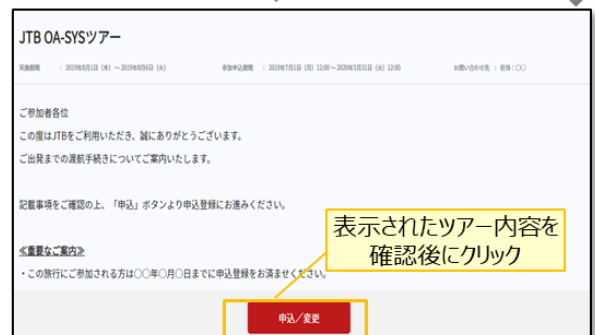 JTB OA-SYSツアー
実施期間 : 2019年8月1日（木）～2019年8月6日（火） 参加申込期間 : 2019年7月1日（月）12:00～2020年3月31日（火）12:00 お問い合わせ先 : 担当：〇〇
ご参加者各位
この度はJTBをご利用いただき、誠にありがとうございます。
ご出発までの渡航手続きについてご案内いたします。
記載事項をご確認の上、「申込」ボタンより申込登録にお進みください。
表示されたツアー内容を
確認後にクリック
≪重要なご案内≫
・この旅行にご参加される方は〇〇年〇月〇日までに申込登録をお済ませください。
申込／変更